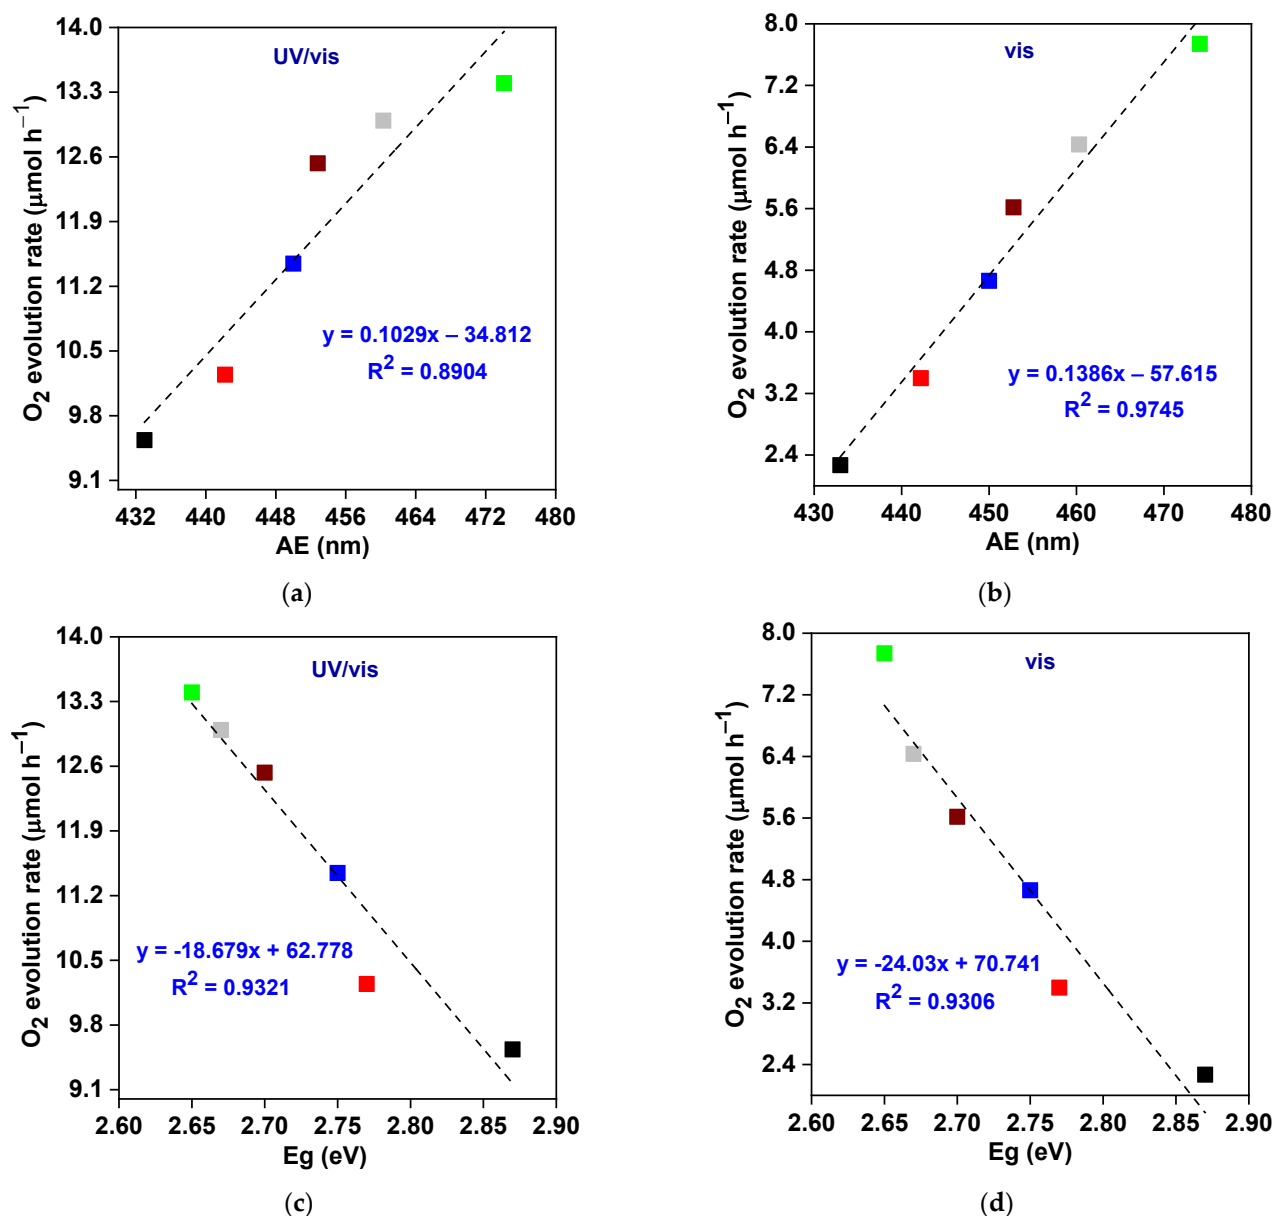 14.0
13.3
12.6
11.9
11.2
10.5
9.8
9.1
O2 evolution rate (μmol h−1)
UV/vis
y = 0.1029x – 34.812
R2 = 0.8904
432 440 448 456 464 472 480
AE (nm)
(a)
8.0
7.2
6.4
5.6
4.8
4.0
3.2
2.4
O2 evolution rate (μmol h−1)
vis
y = 0.1386x – 57.615
R2 = 0.9745
430 440 450 460 470 480
AE (nm)
(b)
14.0
13.3
12.6
11.9
11.2
10.5
9.8
9.1
O2 evolution rate (μmol h−1)
UV/vis
y = -18.679x + 62.778
R2 = 0.9321
2.60 2.65 2.70 2.75 2.80 2.85 2.90
Eg (eV)
(c)
8.0
7.2
6.4
5.6
4.8
4.0
3.2
2.4
O2 evolution rate (μmol h−1)
vis
y = -24.03x + 70.741
R2 = 0.9306
2.60 2.65 2.70 2.75 2.80 2.85 2.90
Eg (eV)
(d)